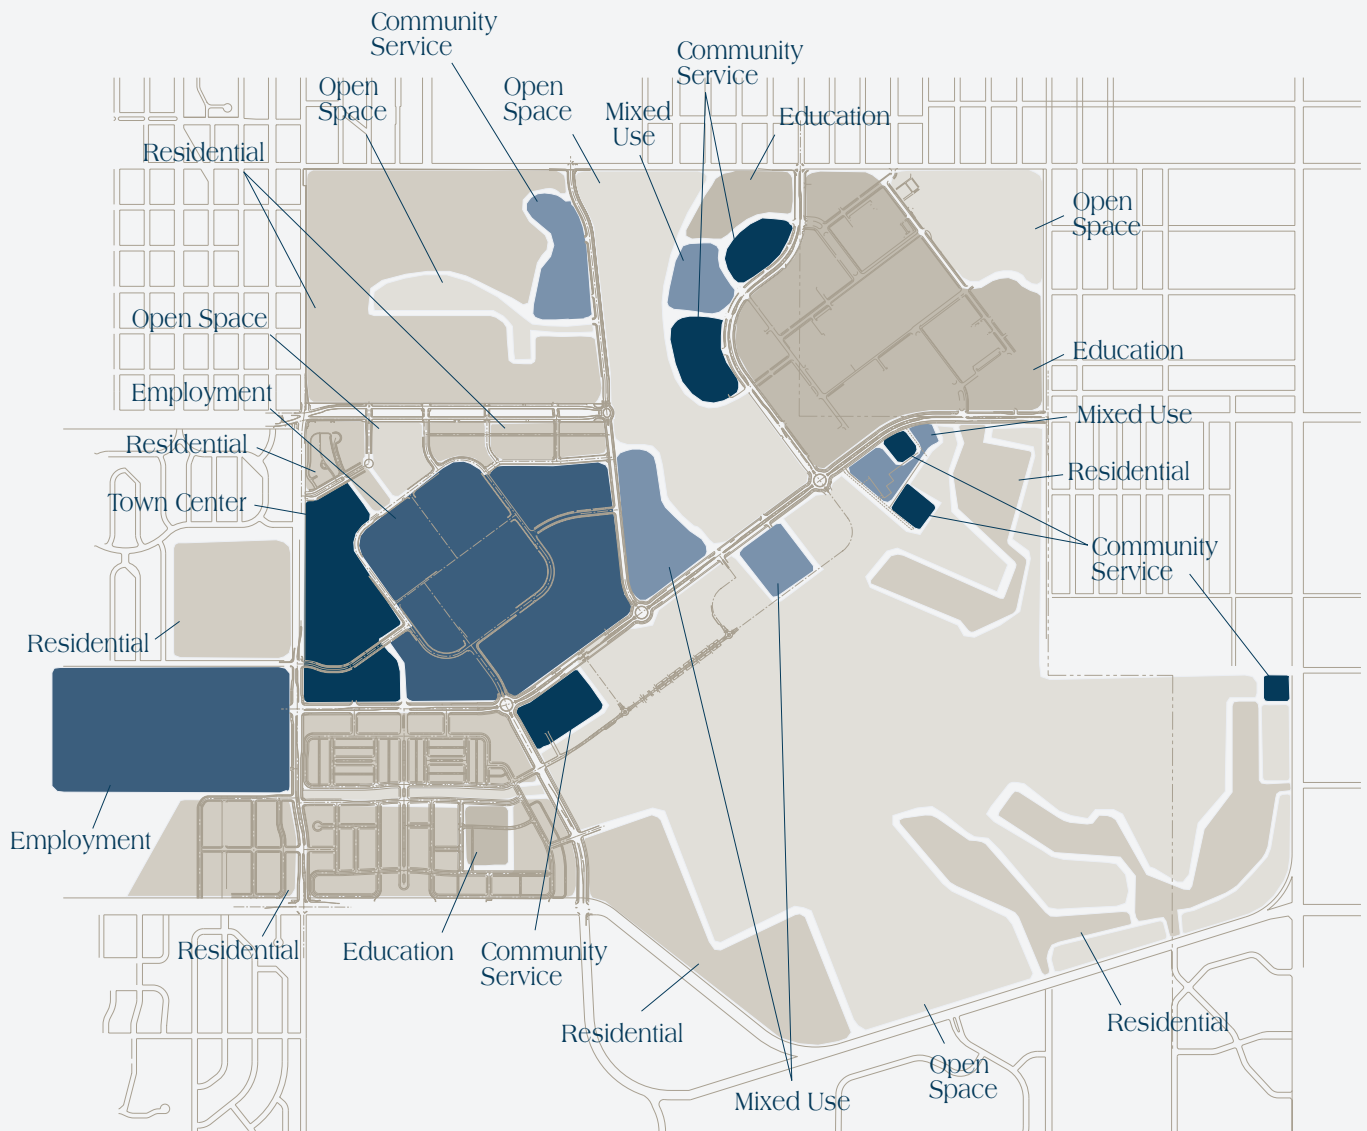 Community
Service
Open
Space
Open
Space
Community
Service
Mixed
Use
Education
Residential
Open
Space
Open Space
Education
Employment
Mixed Use
Residential
Residential
Town Center
Community
Service
Residential
Employment
Residential
Education
Community
Service
Residential
Residential
Open
Space
Mixed Use